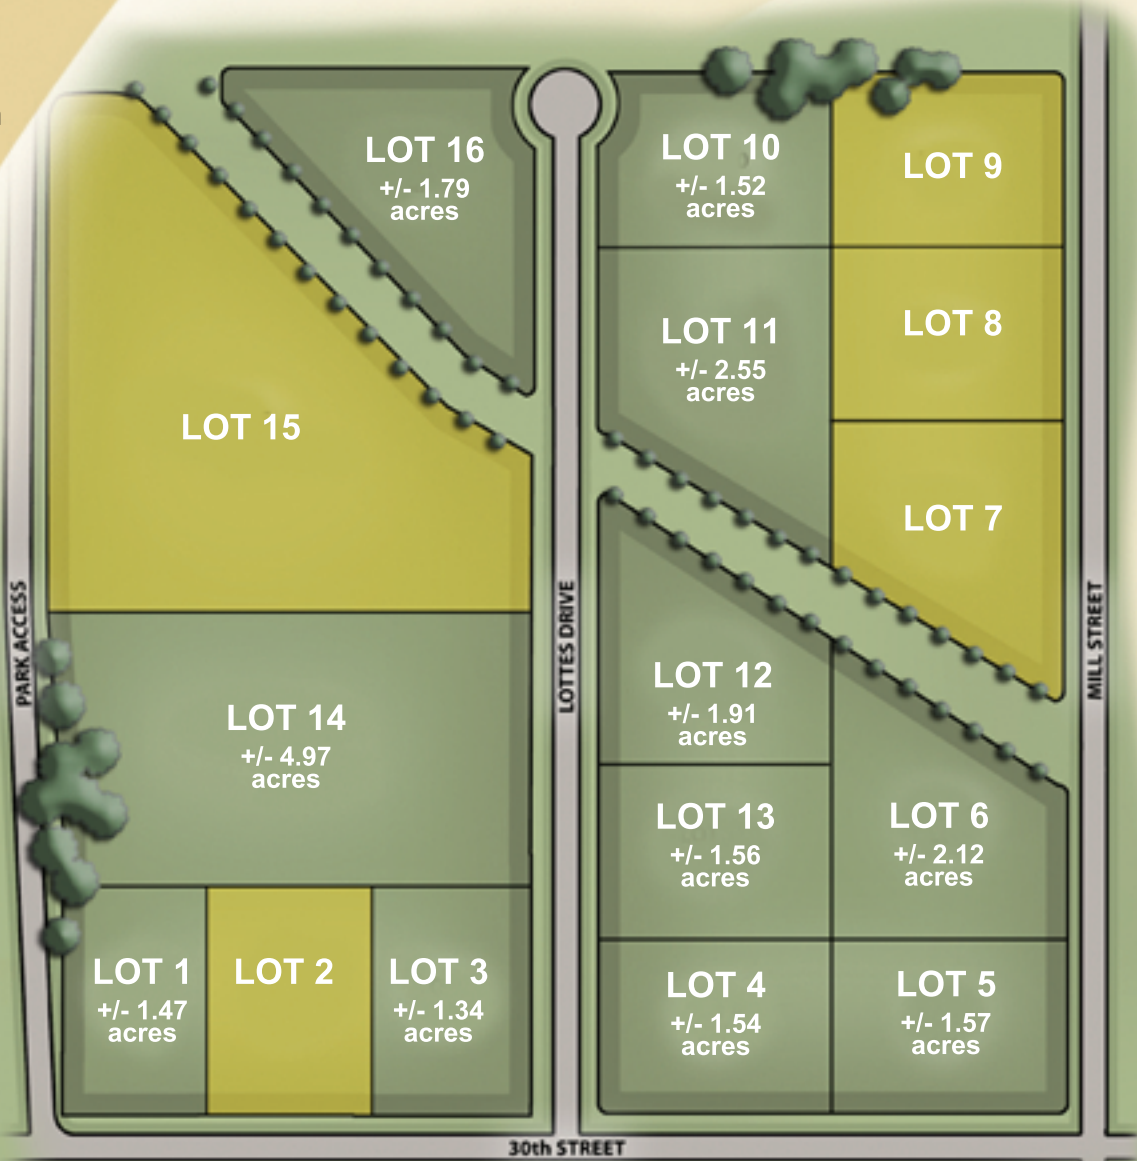 LOT 16
+/- 1.79
acres
LOT 10
+/- 1.52
acres
LOT 9
LOT 11
+/- 2.55
acres
LOT 8
LOT 15
LOT 7
PARK ACCESS
LOTTES DRIVE
MILL STREET
LOT 14
+/- 4.97
acres
LOT 12
+/- 1.91
acres
LOT 13
+/- 1.56
acres
LOT 6
+/- 2.12
acres
LOT 1
+/- 1.47
acres
LOT 2
LOT 3
+/- 1.34
acres
LOT 4
+/- 1.54
acres
LOT 5
+/- 1.57
acres
30th STREET